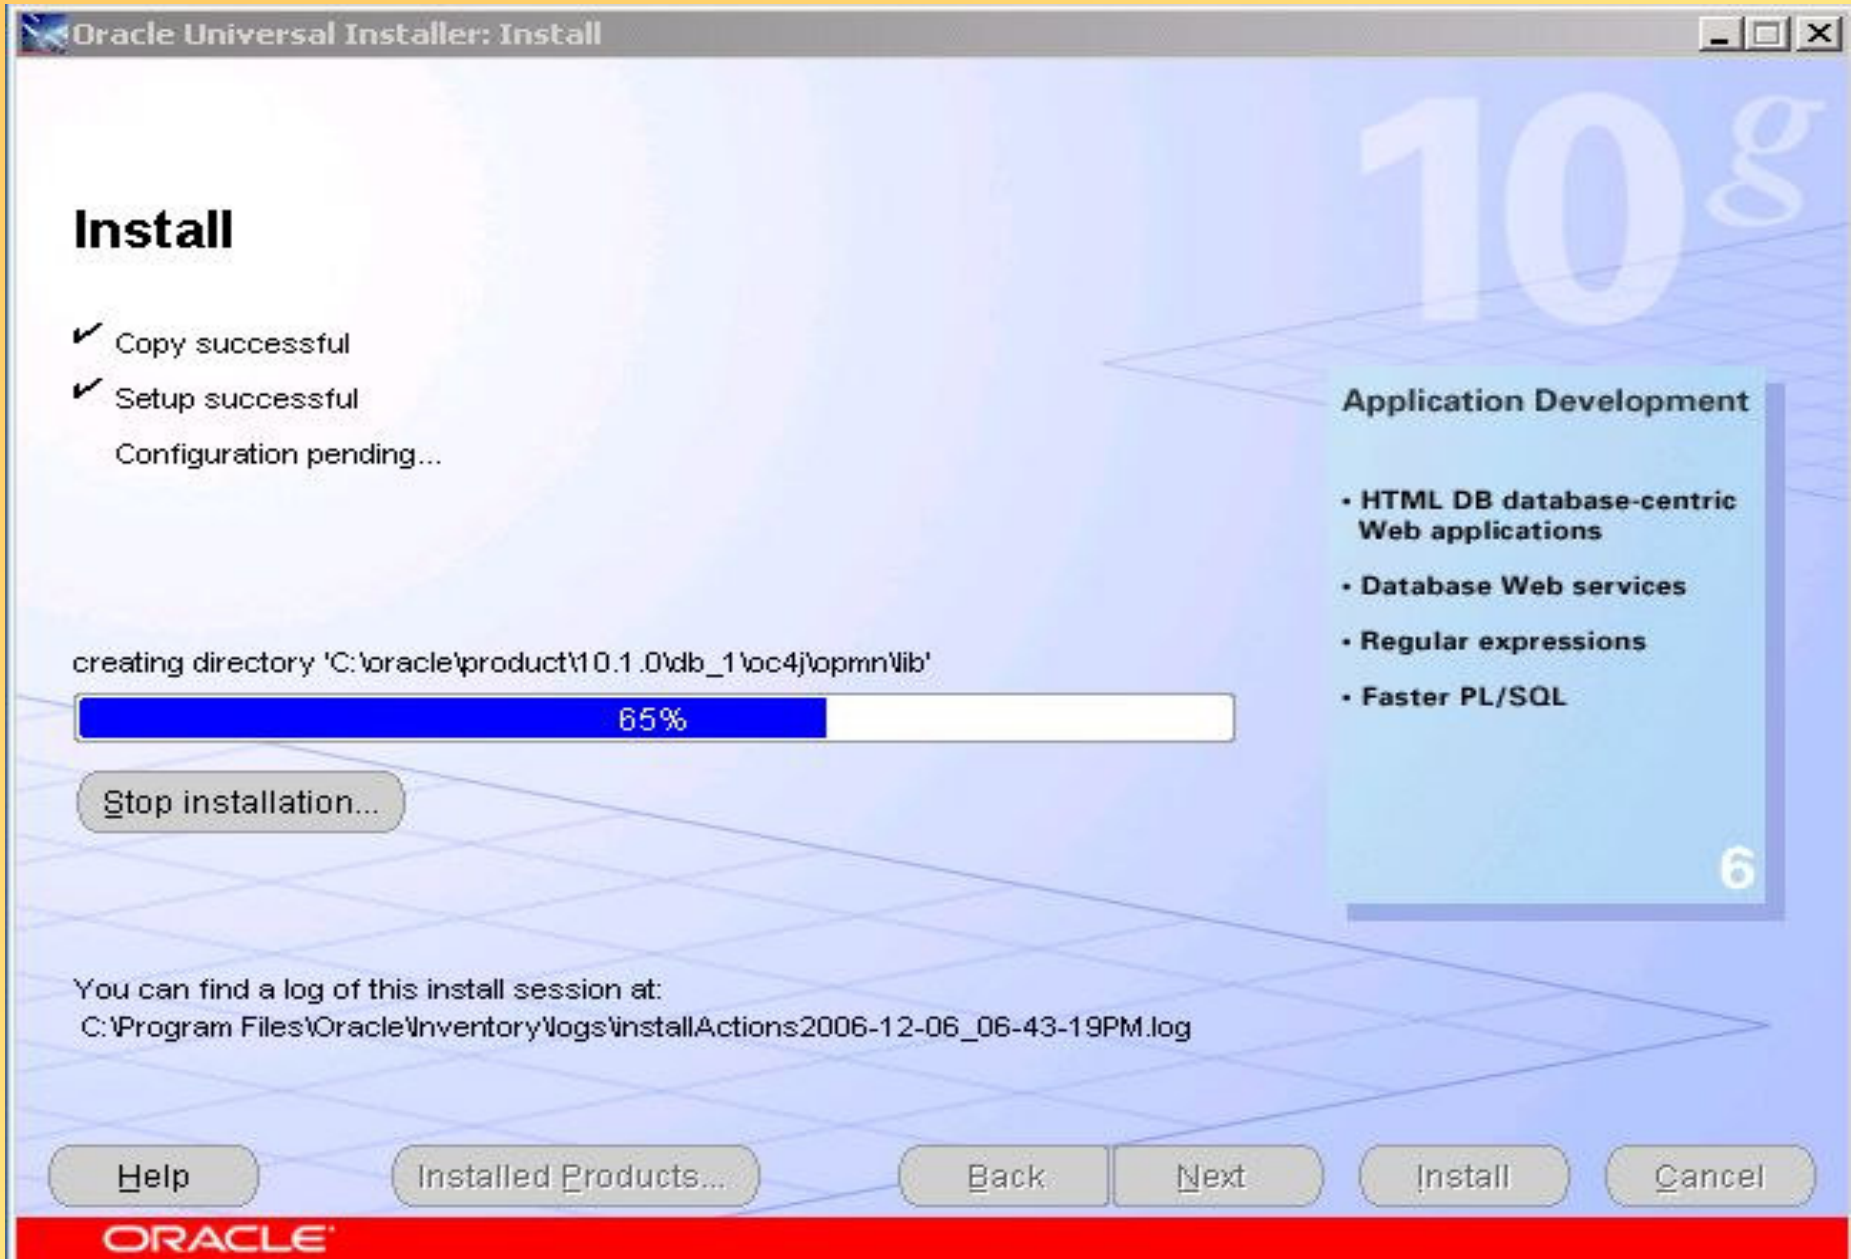 Oracle Universal Installer: Install
10g
Install
Copy successful
Setup successful
Configuration pending...
Application Development
• HTML DB database-centric
Web applications
• Database Web services
• Regular expressions
• Faster PL/SQL
6
creating directory 'C:\oracle\product\10.1.0\db_1\oc4j\opmn\lib'
65%
Stop installation...
You can find a log of this install session at:
C:\Program Files\Oracle\Inventory\logs\installActions2006-12-06_06-43-19PM.log
Help Installed Products... Back Next Install Cancel
ORACLE